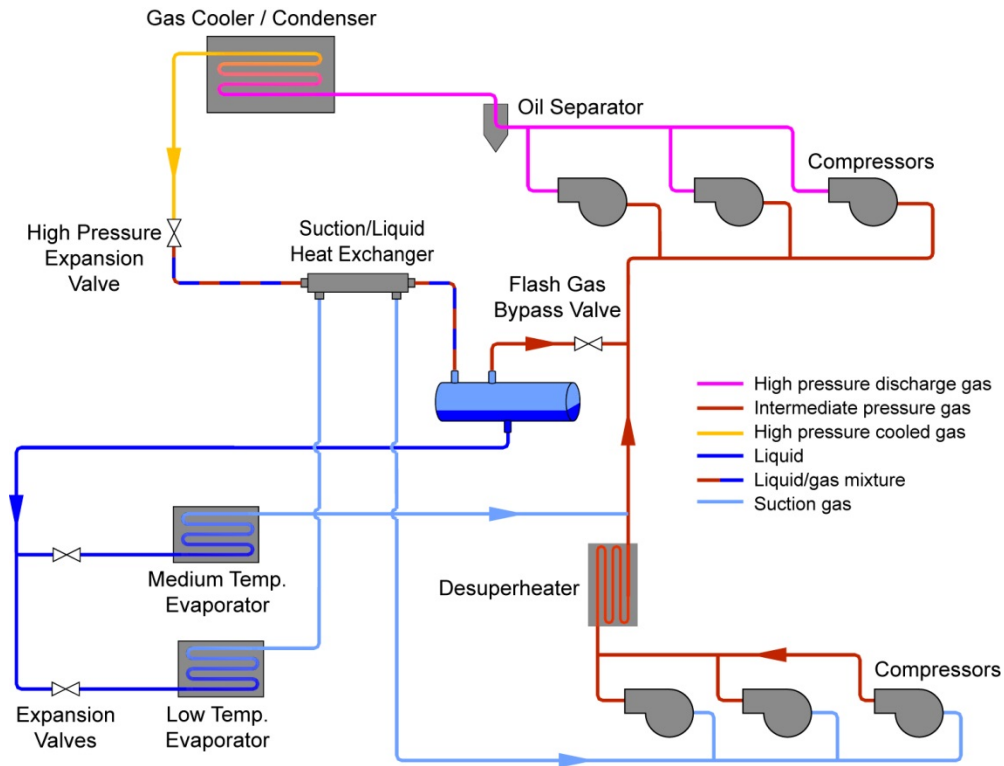 Gas Cooler / Condenser
Oil Separator
Compressors
High Pressure
Expansion
Valve
Suction/Liquid
Heat Exchanger
Flash Gas
Bypass Valve
High pressure discharge gas
Intermediate pressure gas
High pressure cooled gas
Liquid
Liquid/gas mixture
Suction gas
Medium Temp.
Evaporator
Desuperheater
Compressors
Expansion
Valves
Low Temp.
Evaporator